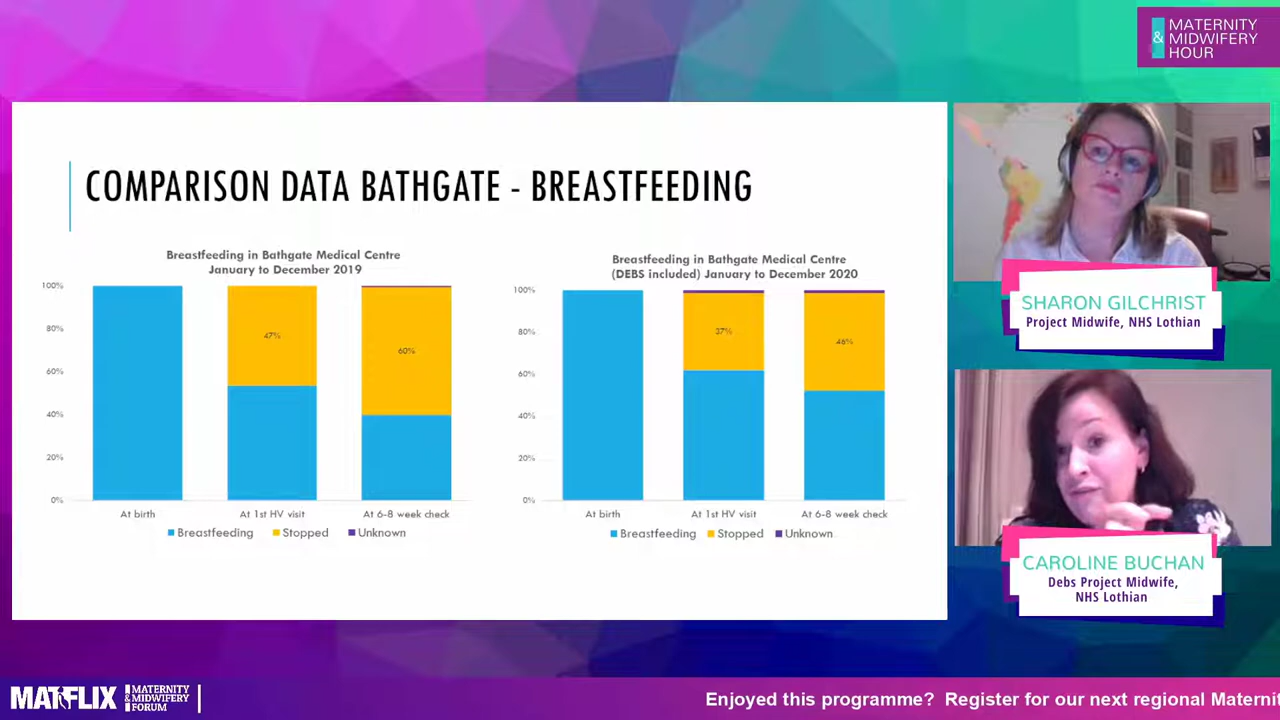 MATERNITY
& MIDWIFERY
HOUR
COMPARISON DATA BATHGATE - BREASTFEEDING
Breastfeeding in Bathgate Medical Centre
January to December 2019
100%
80%
60%
40%
20%
0%
47%
60%
At birth
At 1st HV visit
At 6-8 week check
Breastfeeding
Stopped
Unknown
Breastfeeding in Bathgate Medical Centre
(DEBS included) January to December 2020
100%
80%
60%
40%
20%
0%
37%
46%
At birth
At 1st HV visit
At 6-8 week check
Breastfeeding
Stopped
Unknown
SHARON GILCHRIST
Project Midwife, NHS Lothian
CAROLINE BUCHAN
Debs Project Midwife,
NHS Lothian
MATFLIX
MATERNITY
& MIDWIFERY
FORUM
Enjoyed this programme? Register for our next regional Materni